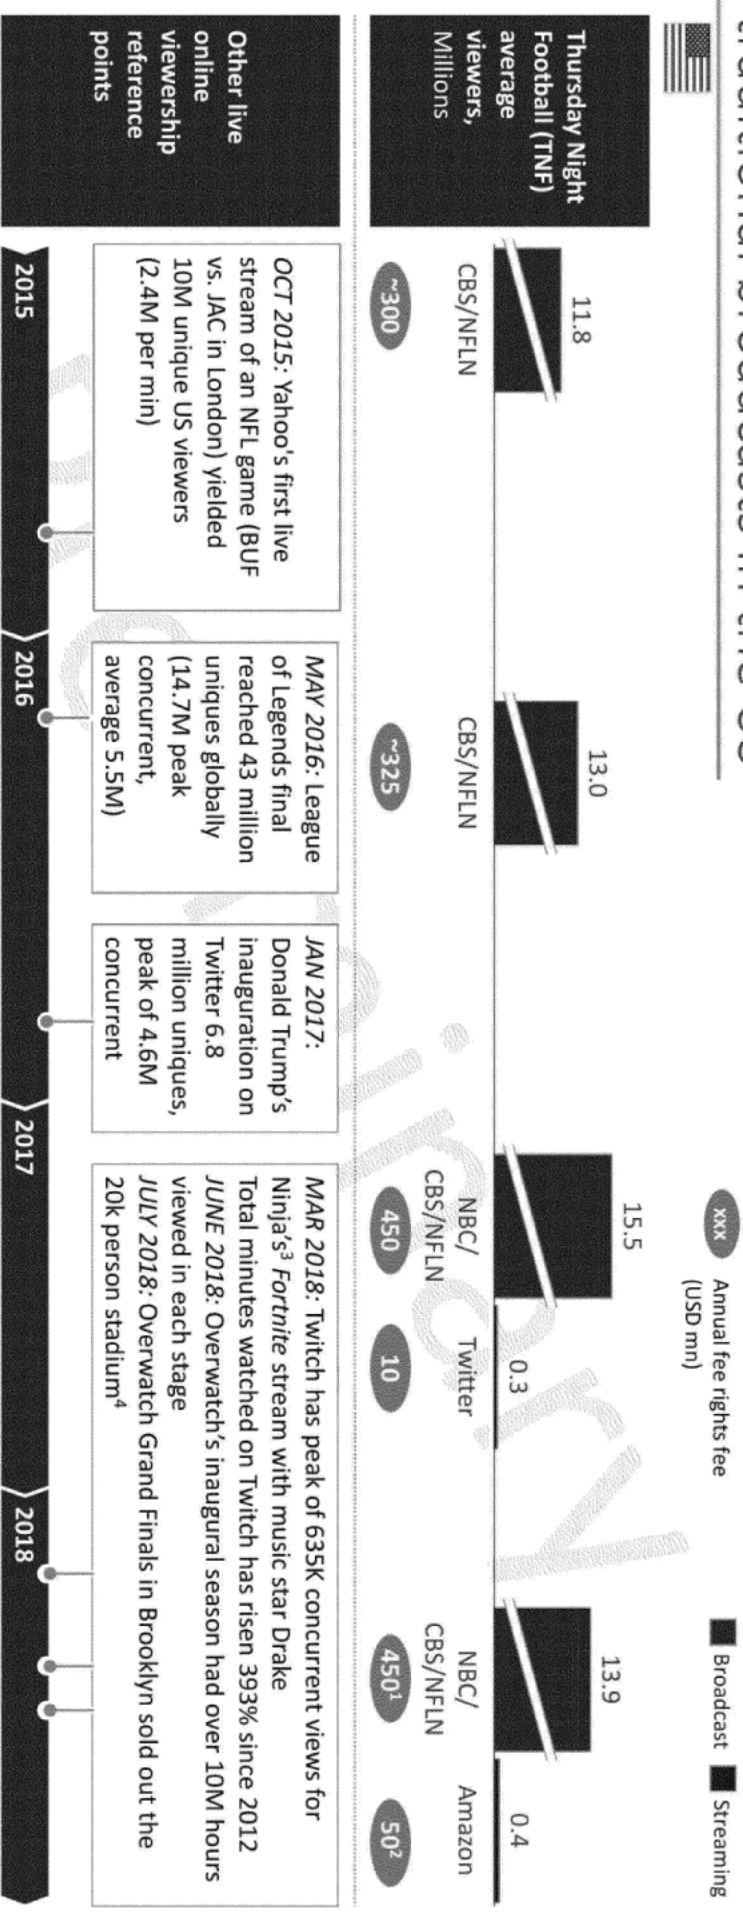 xxx Annual fee rights fee
(USD mn)
Broadcast
Streaming
Thursday Night
Football (TNF)
average
viewers,
Millions
11.8
CBS/NFLN
~300
13.0
CBS/NFLN
~325
15.5
NBC/
CBS/NFLN
450
0.3
Twitter
10
13.9
NBC/
CBS/NFLN
450¹
0.4
Amazon
50²
Other live
online
viewership
reference
points
OCT 2015: Yahoo's first live
stream of an NFL game (BUF
vs. JAC in London) yielded
10M unique US viewers
(2.4M per min)
MAY 2016: League
of Legends final
reached 43 million
uniques globally
(14.7M peak
concurrent,
average 5.5M)
JAN 2017:
Donald Trump's
inauguration on
Twitter 6.8
million uniques,
peak of 4.6M
concurrent
MAR 2018: Twitch has peak of 635K concurrent views for
Ninja's³ Fortnite stream with music star Drake
Total minutes watched on Twitch has risen 393% since 2012
JUNE 2018: Overwatch's inaugural season had over 10M hours
viewed in each stage
JULY 2018: Overwatch Grand Finals in Brooklyn sold out the
20k person stadium⁴
2015
2016
2017
2018